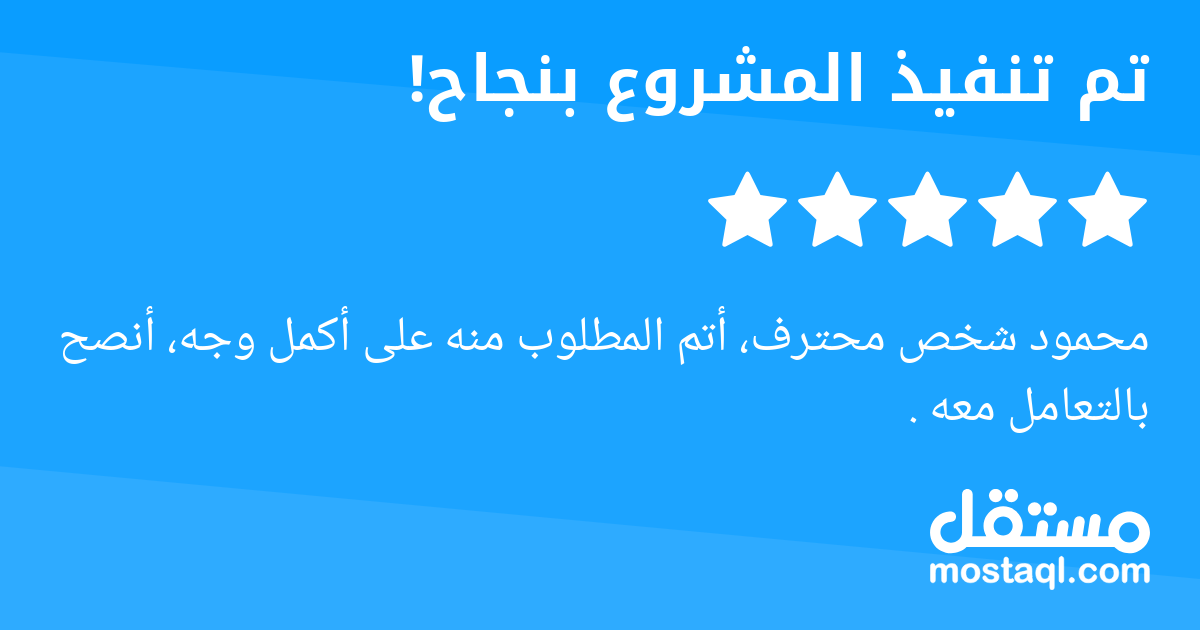 تم تنفيذ المشروع بنجاح!
محمود شخص محترف، أتم المطلوب منه على أكمل وجه، أنصح
بالتعامل معه .
مستقل
mostaql.com